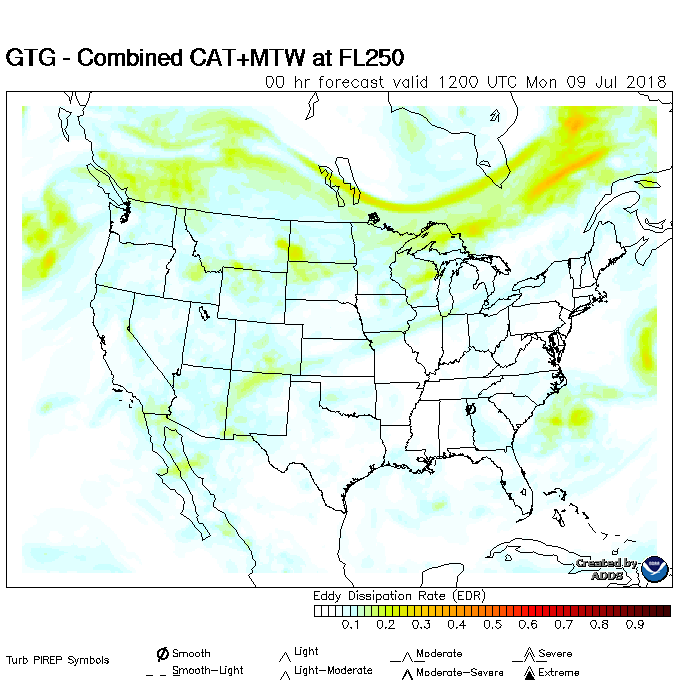 GTG - Combined CAT+MTW at FL250
00 hr forecast valid 1200 UTC Mon 09 Jul 2018
Created by
ADDS
Eddy Dissipation Rate (EDR)
0.1 0.2 0.3 0.4 0.5 0.6 0.7 0.8 0.9
Turb PIREP Symbols
Smooth
Smooth-Light
Light
Light-Moderate
Moderate
Moderate-Severe
Severe
Extreme